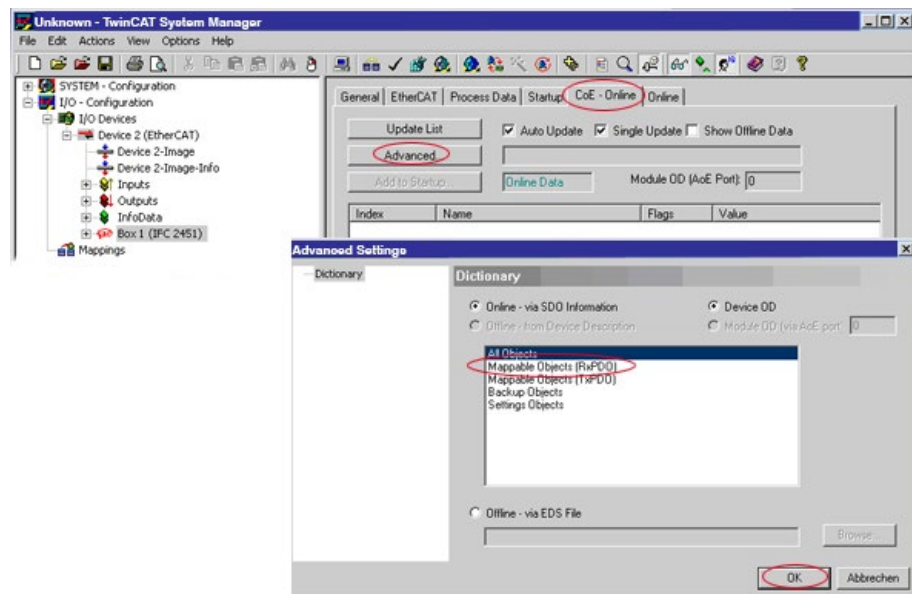 Unknown - TwinCAT System Manager
File Edit Actions View Options Help
SYSTEM - Configuration
I/O - Configuration
I/O Devices
Device 2 (EtherCAT)
Device 2-Image
Device 2-Image-Info
Inputs
Outputs
InfoData
Box 1 (IFC 2451)
Mappings
General EtherCAT Process Data Startup CoE - Online Online
Update List Auto Update Single Update Show Offline Data
Advanced...
Add to Startup... Online Data Module OD (AoE Port): 0
Index Name Flags Value
Advanced Settings
Dictionary
Dictionary
Online - via SDO Information Device OD
Offline - from Device Description Module OD (via AoE port 0
All Objects
Mappable Objects (RxPDO)
Mappable Objects (TxPDO)
Backup Objects
Settings Objects
Offline - via EDS File
Browse...
OK Abbrechen